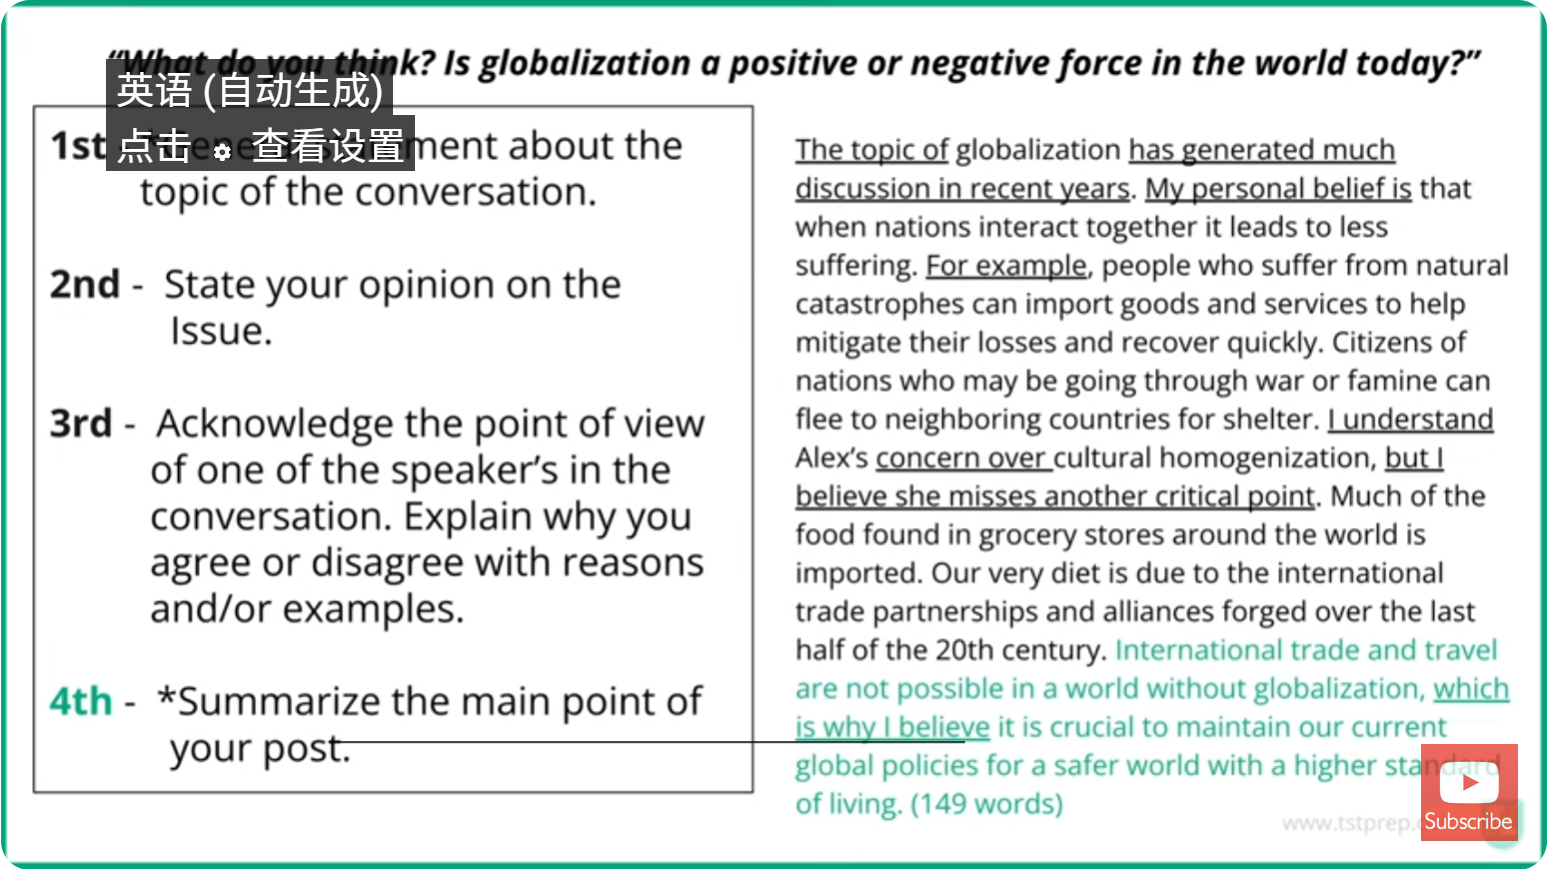 “What do you think? Is globalization a positive or negative force in the world today?”
英语 (自动生成)
点击 查看设置
1st - *General statement about the
topic of the conversation.
2nd - State your opinion on the
Issue.
3rd - Acknowledge the point of view
of one of the speaker’s in the
conversation. Explain why you
agree or disagree with reasons
and/or examples.
4th - *Summarize the main point of
your post.
The topic of globalization has generated much
discussion in recent years. My personal belief is that
when nations interact together it leads to less
suffering. For example, people who suffer from natural
catastrophes can import goods and services to help
mitigate their losses and recover quickly. Citizens of
nations who may be going through war or famine can
flee to neighboring countries for shelter. I understand
Alex’s concern over cultural homogenization, but I
believe she misses another critical point. Much of the
food found in grocery stores around the world is
imported. Our very diet is due to the international
trade partnerships and alliances forged over the last
half of the 20th century. International trade and travel
are not possible in a world without globalization, which
is why I believe it is crucial to maintain our current
global policies for a safer world with a higher standard
of living. (149 words)
www.tstprep.
Subscribe